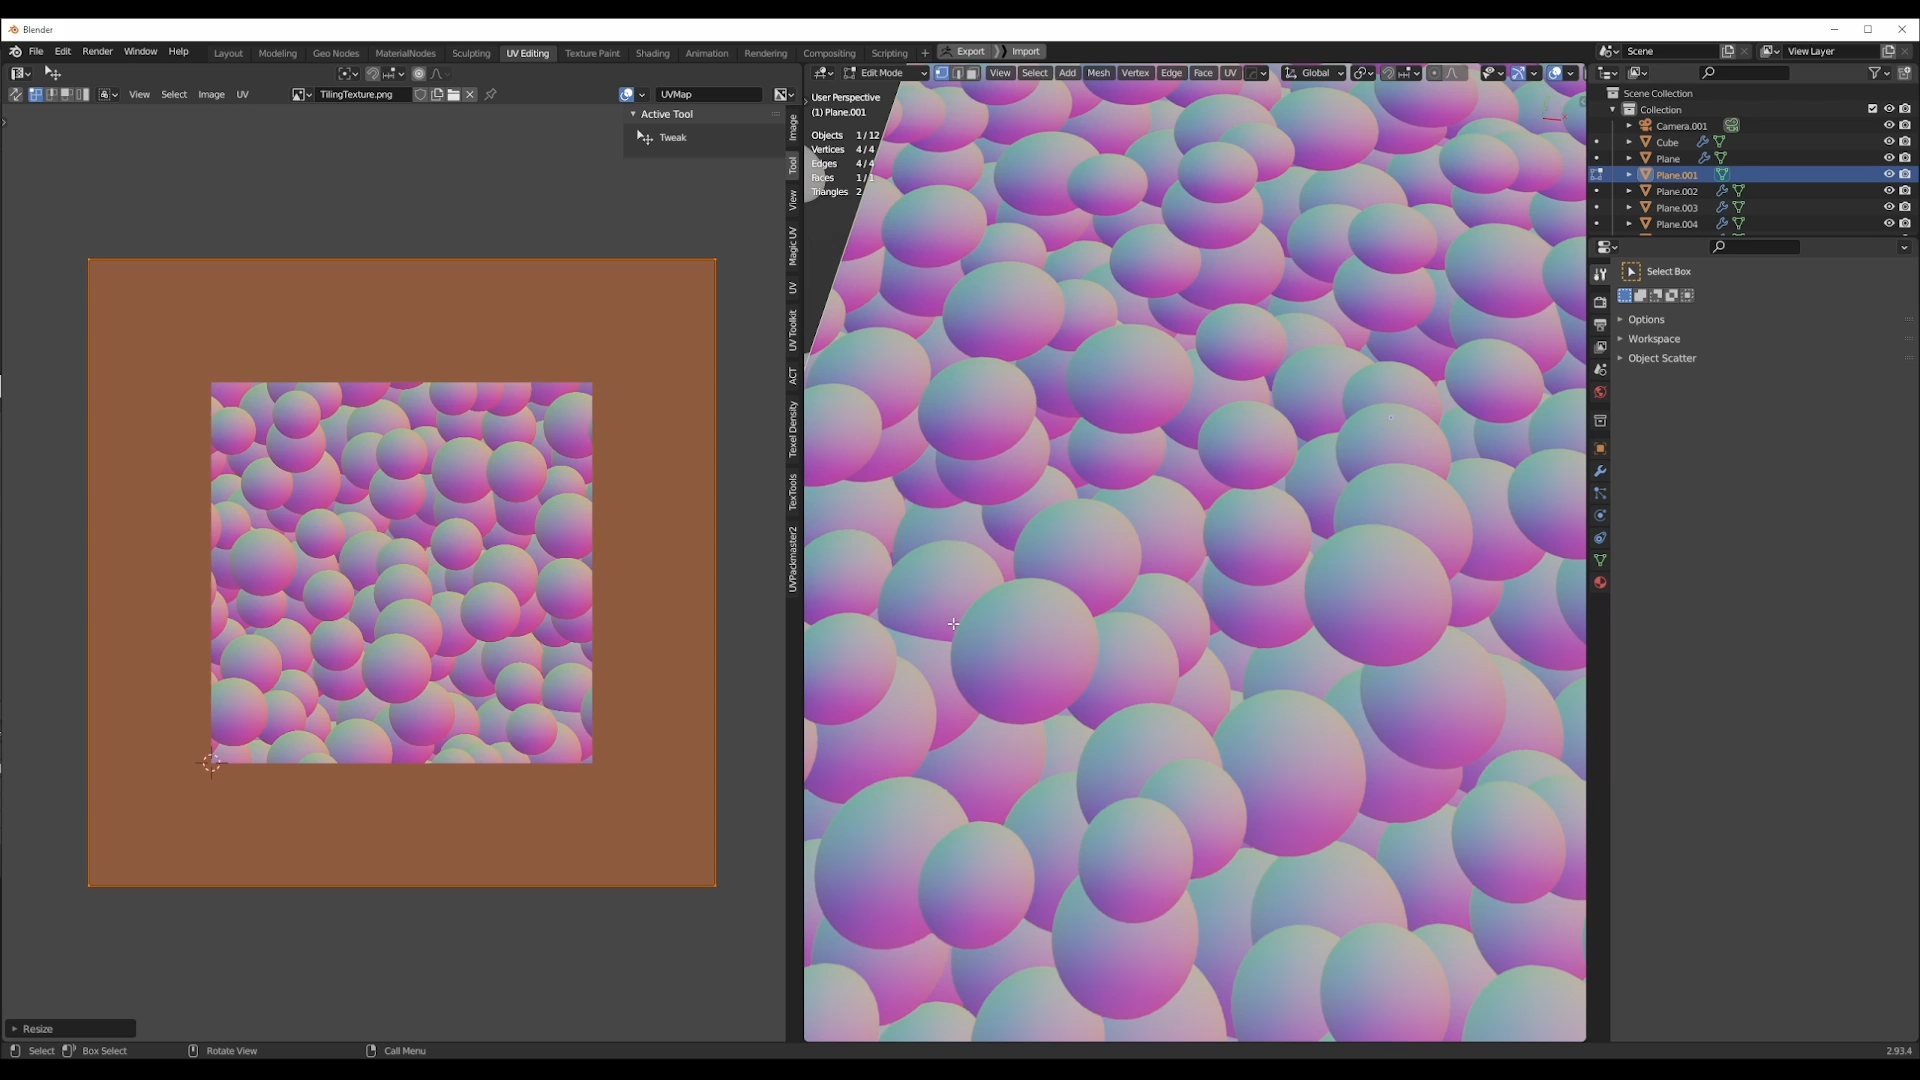 Blender
File Edit Render Window Help
Layout Modeling Geo Nodes MaterialNodes Sculpting UV Editing Texture Paint Shading Animation Rendering Compositing Scripting + Export Import
Scene
View Layer
Edit Mode
View Select Add Mesh Vertex Edge Face UV
Global
View Select Image UV
TilingTexture.png
UVMap
Active Tool
Tweak
Image
Tool
View
Magic UV
UV
UV Toolkit
ACT
Texel Density
TexTools
UVPackmaster2
User Perspective
(1) Plane.001
Objects 1/12
Vertices 4/4
Edges 4/4
Faces 1/1
Triangles 2
Scene Collection
Collection
Camera.001
Cube
Plane
Plane.001
Plane.002
Plane.003
Plane.004
Select Box
Options
Workspace
Object Scatter
Resize
Select
Box Select
Rotate View
Call Menu
2.93.4